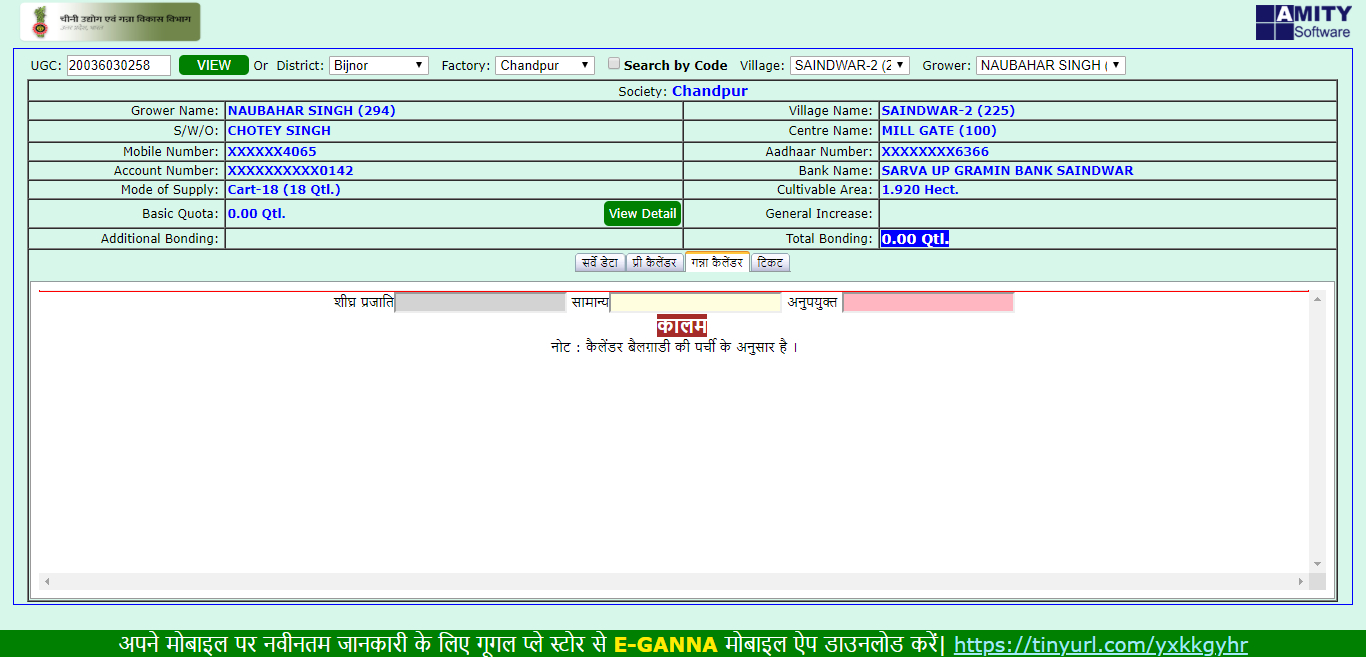 चीनी उद्योग एवं गन्ना विकास विभाग
उत्तर प्रदेश, भारत
AMITY
Software
UGC: 20036030258 VIEW Or District: Bijnor Factory: Chandpur Search by Code Village: SAINDWAR-2 (2 Grower: NAUBAHAR SINGH (
Society: Chandpur
Grower Name: NAUBAHAR SINGH (294) Village Name: SAINDWAR-2 (225)
S/W/O: CHOTEY SINGH Centre Name: MILL GATE (100)
Mobile Number: XXXXXX4065 Aadhaar Number: XXXXXXXX6366
Account Number: XXXXXXXXXX0142 Bank Name: SARVA UP GRAMIN BANK SAINDWAR
Mode of Supply: Cart-18 (18 Qtl.) Cultivable Area: 1.920 Hect.
Basic Quota: 0.00 Qtl. View Detail General Increase:
Additional Bonding: Total Bonding: 0.00 Qtl.
सर्वे डेटा प्री कैलेंडर गन्ना कैलेंडर टिकट
शीघ्र प्रजाति सामान्य अनुपयुक्त
कालम
नोट : कैलेंडर बैलगाडी की पर्ची के अनुसार है ।
अपने मोबाइल पर नवीनतम जानकारी के लिए गूगल प्ले स्टोर से E-GANNA मोबाइल ऐप डाउनलोड करें| https://tinyurl.com/yxkkgyhr